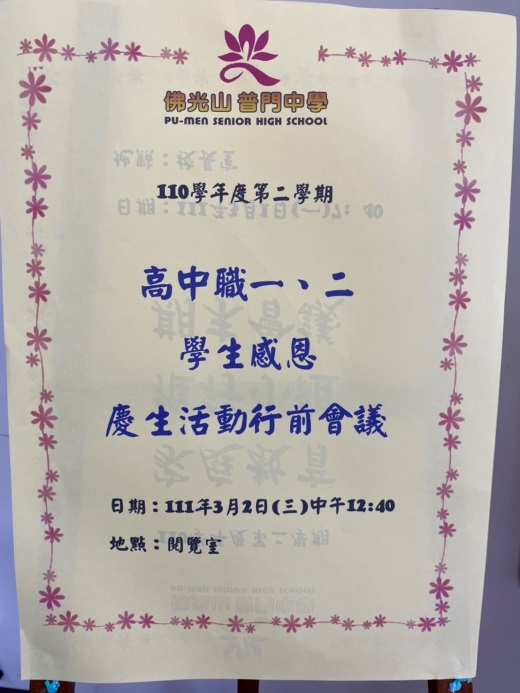 佛光山 普門中學
PU-MEN SENIOR HIGH SCHOOL
110學年度第二學期
高中職一、二
學生感恩
慶生活動行前會議
日期：111年3月2日(三)中午12:40
地點：閱覽室